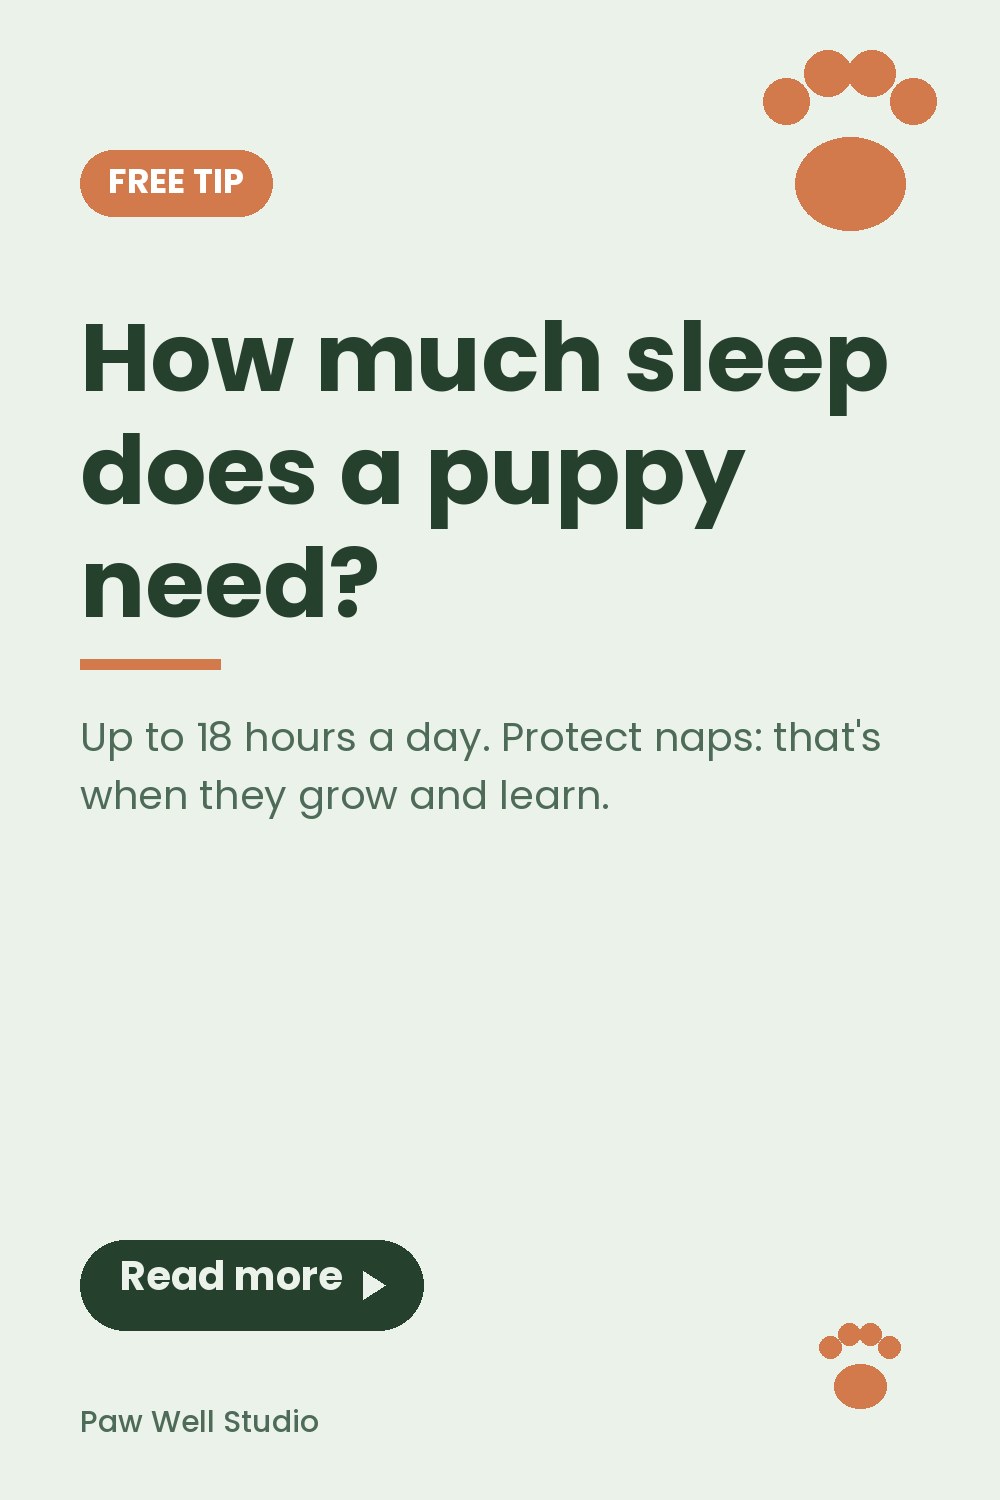 FREE TIP
How much sleep
does a puppy
need?
Up to 18 hours a day. Protect naps: that's
when they grow and learn.
Read more
Paw Well Studio